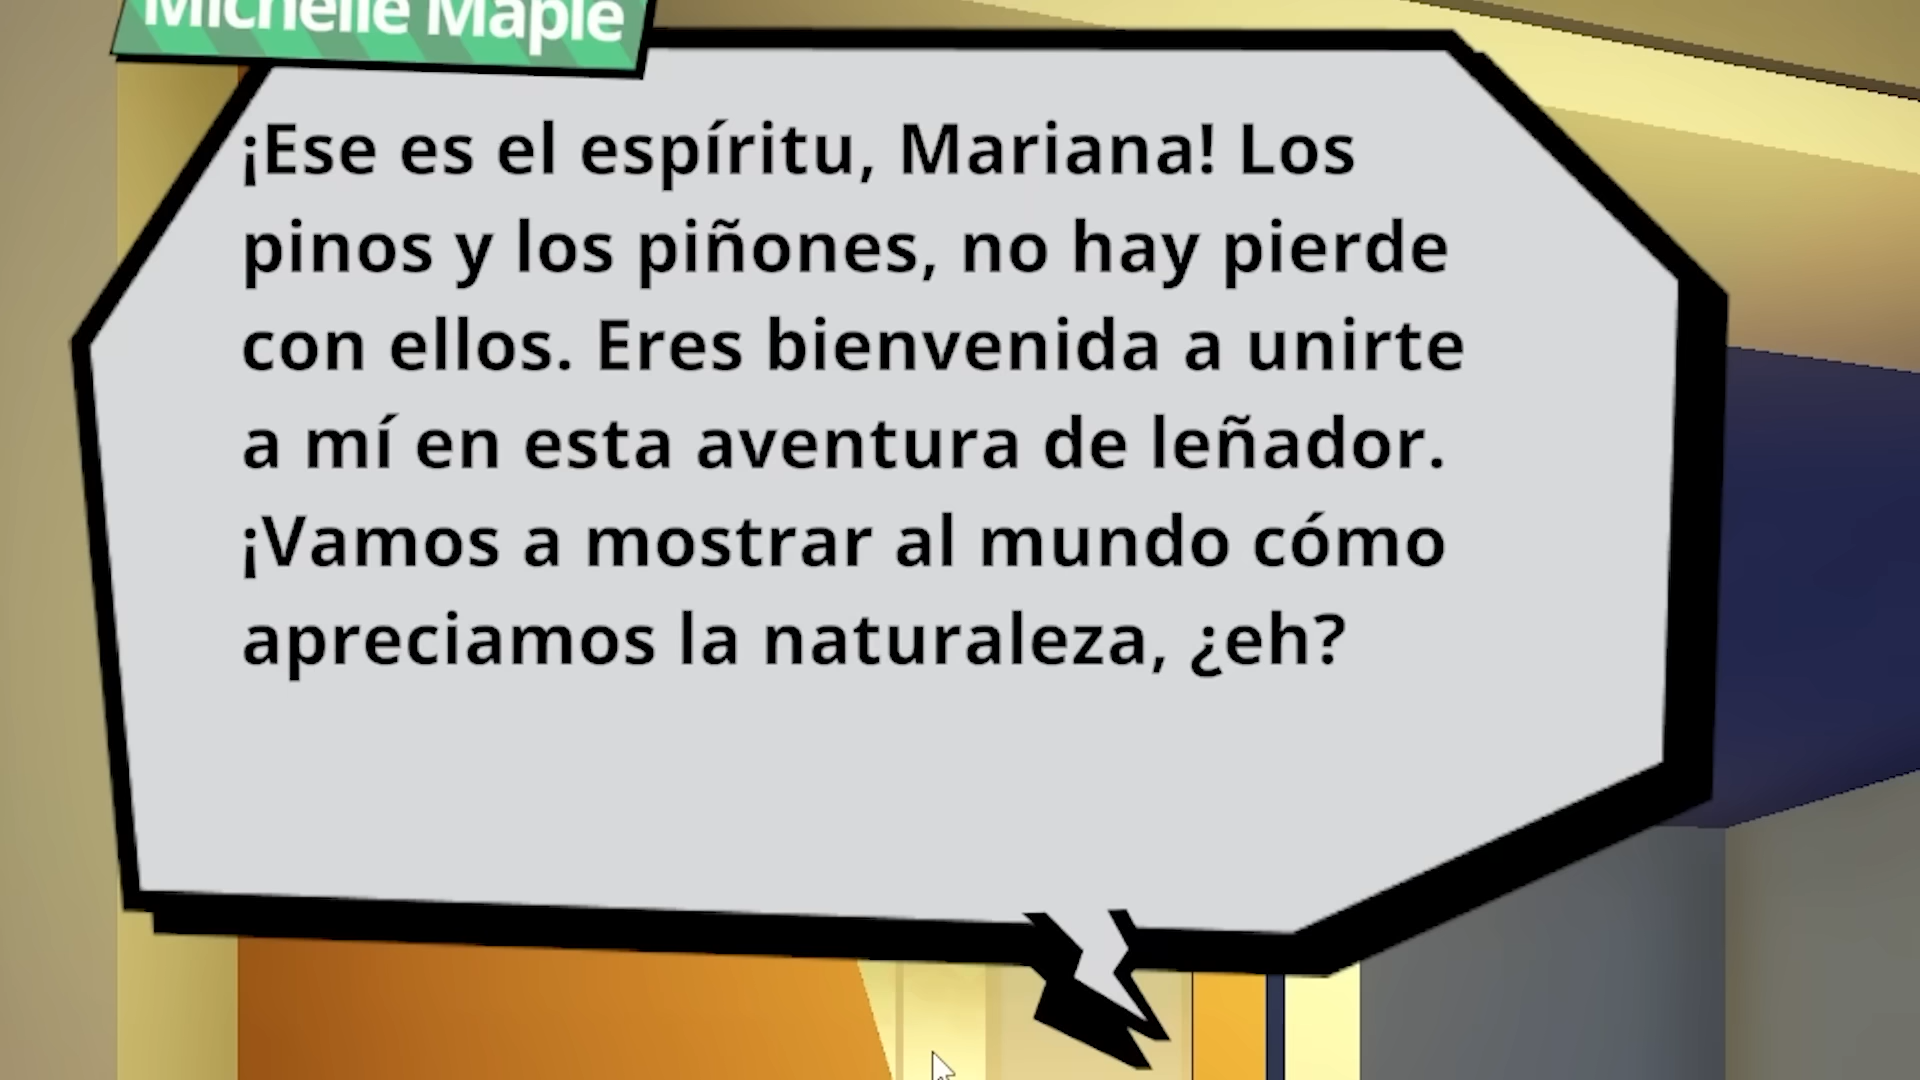 Michelle Maple
¡Ese es el espíritu, Mariana! Los
pinos y los piñones, no hay pierde
con ellos. Eres bienvenida a unirte
a mí en esta aventura de leñador.
¡Vamos a mostrar al mundo cómo
apreciamos la naturaleza, ¿eh?